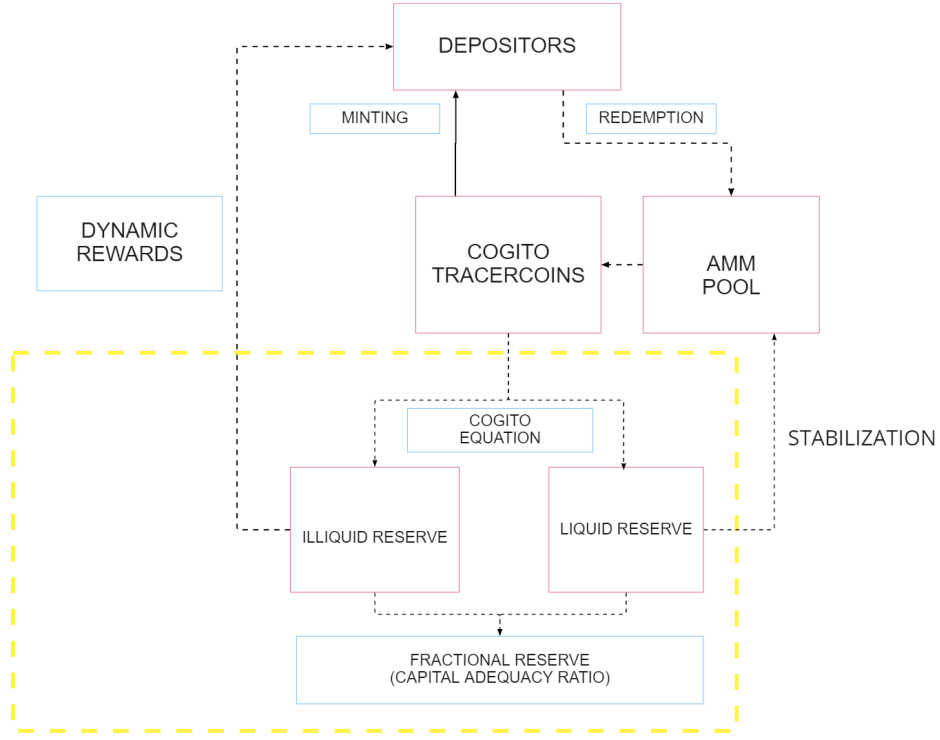 DEPOSITORS
MINTING
REDEMPTION
DYNAMIC
REWARDS
COGITO
TRACERCOINS
AMM
POOL
COGITO
EQUATION
STABILIZATION
ILLIQUID RESERVE
LIQUID RESERVE
FRACTIONAL RESERVE
(CAPITAL ADEQUACY RATIO)